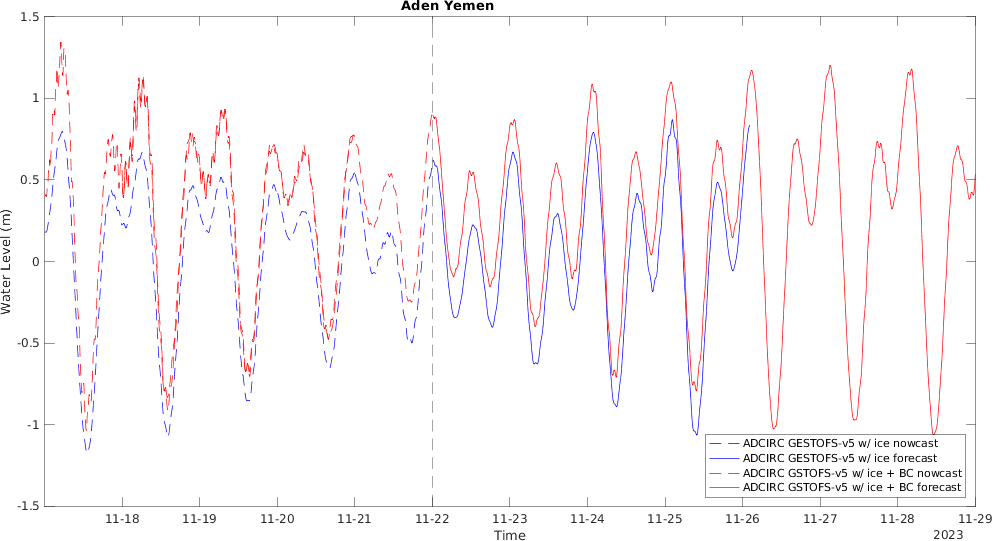 Aden Yemen
Water Level (m)
1.5
1
0.5
0
-0.5
-1
-1.5
ADCIRC GESTOFS-v5 w/ ice nowcast
ADCIRC GESTOFS-v5 w/ ice forecast
ADCIRC GSTOFS-v5 w/ ice + BC nowcast
ADCIRC GSTOFS-v5 w/ ice + BC forecast
11-18 11-19 11-20 11-21 11-22 11-23 11-24 11-25 11-26 11-27 11-28 11-29
Time
2023